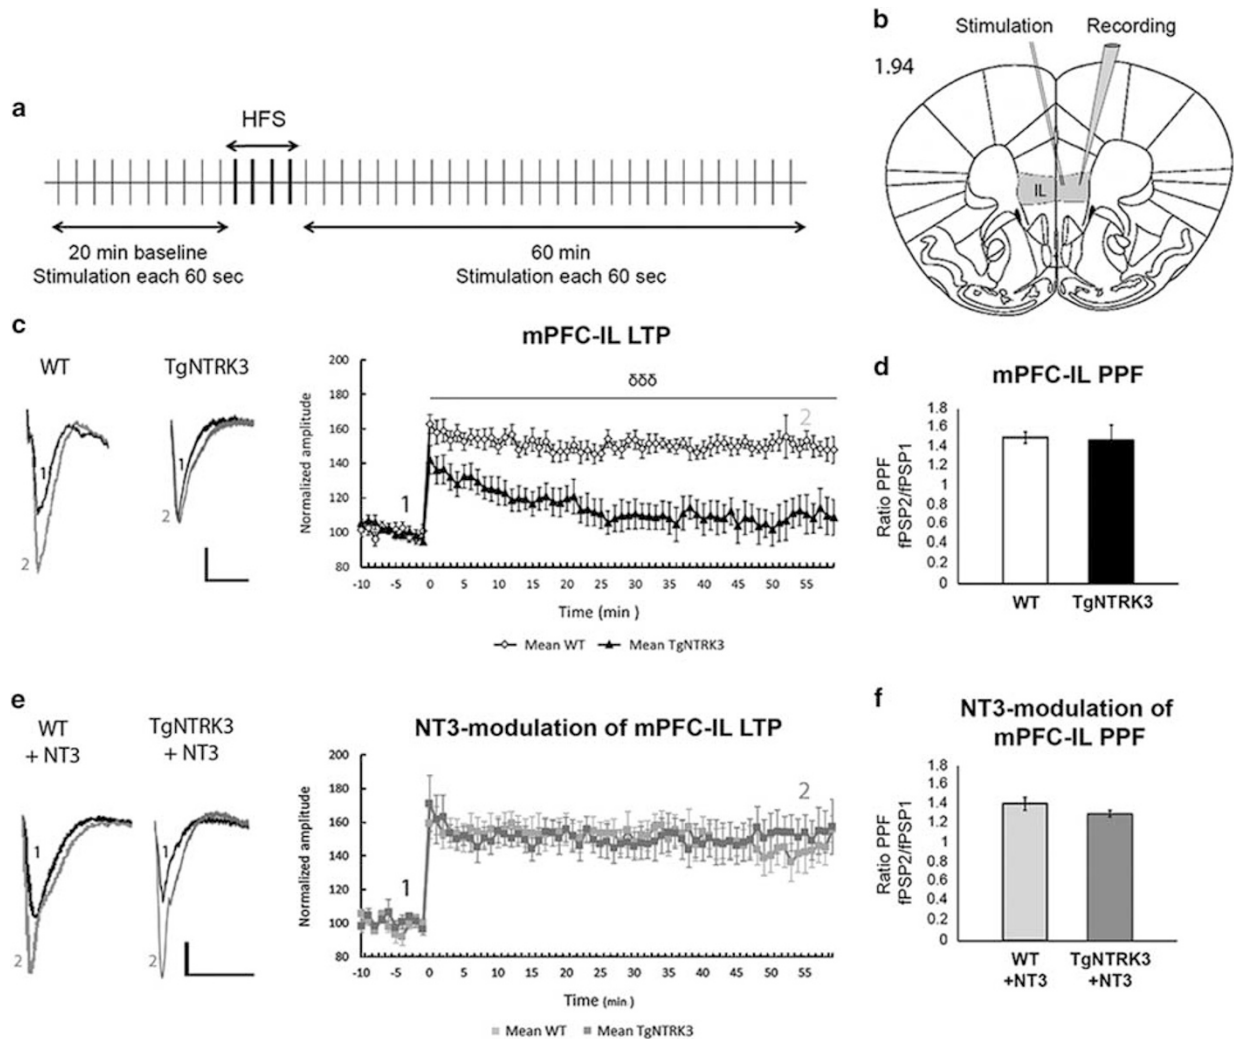 a
HFS
20 min baseline
Stimulation each 60 sec
60 min
Stimulation each 60 sec
b
Stimulation Recording
1.94
IL
c
WT TgNTRK3
1
2
1
2
mPFC-IL LTP
Normalized amplitude
200
180
160
140
120
100
80
δδδ
1
2
-10 -5 0 5 10 15 20 25 30 35 40 45 50 55
Time (min )
Mean WT Mean TgNTRK3
d
mPFC-IL PPF
Ratio PPF
fPSP2/fPSP1
1.8
1.6
1.4
1.2
1
0.8
0.6
0.4
0.2
0
WT TgNTRK3
e
WT
+ NT3
TgNTRK3
+ NT3
1
2
1
2
NT3-modulation of mPFC-IL LTP
Normalized amplitude
200
180
160
140
120
100
80
1
2
-10 -5 0 5 10 15 20 25 30 35 40 45 50 55
Time (min )
Mean WT Mean TgNTRK3
f
NT3-modulation of
mPFC-IL PPF
Ratio PPF
fPSP2/fPSP1
1.8
1.6
1.4
1.2
1
0.8
0.6
0.4
0.2
0
WT
+NT3
TgNTRK3
+NT3